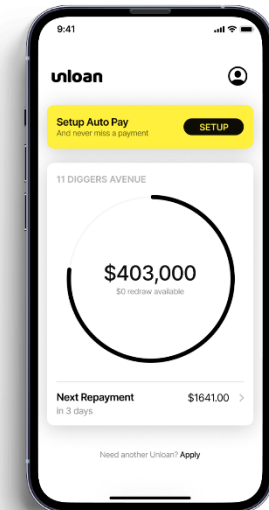 9:41
unloan
Setup Auto Pay
And never miss a payment
SETUP
11 DIGGERS AVENUE
$403,000
$0 redraw available
Next Repayment
$1641.00
in 3 days
Need another Unloan? Apply